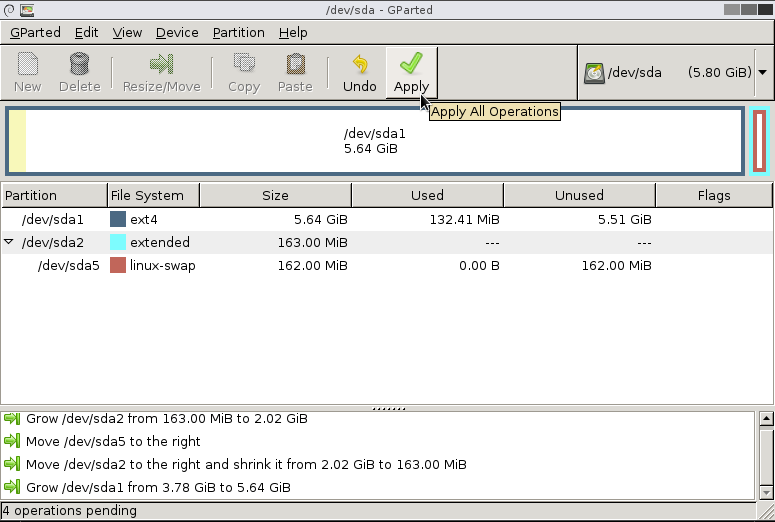 /dev/sda - GParted
GParted Edit View Device Partition Help
New Delete Resize/Move Copy Paste Undo Apply /dev/sda (5.80 GiB)
Apply All Operations
/dev/sda1
5.64 GiB
Partition File System Size Used Unused Flags
/dev/sda1 ext4 5.64 GiB 132.41 MiB 5.51 GiB
/dev/sda2 extended 163.00 MiB --- ---
/dev/sda5 linux-swap 162.00 MiB 0.00 B 162.00 MiB
Grow /dev/sda2 from 163.00 MiB to 2.02 GiB
Move /dev/sda5 to the right
Move /dev/sda2 to the right and shrink it from 2.02 GiB to 163.00 MiB
Grow /dev/sda1 from 3.78 GiB to 5.64 GiB
4 operations pending